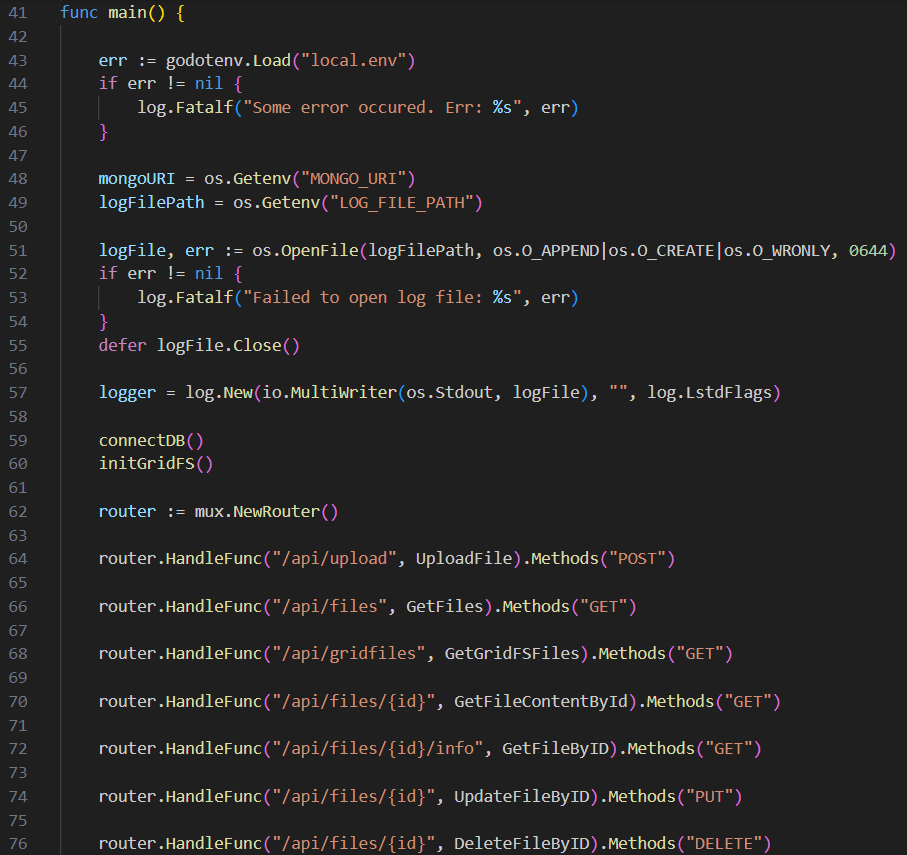 41 func main() {
42
43     err := godotenv.Load("local.env")
44     if err != nil {
45         log.Fatalf("Some error occured. Err: %s", err)
46     }
47
48     mongoURI = os.Getenv("MONGO_URI")
49     logFilePath = os.Getenv("LOG_FILE_PATH")
50
51     logFile, err := os.OpenFile(logFilePath, os.O_APPEND|os.O_CREATE|os.O_WRONLY, 0644)
52     if err != nil {
53         log.Fatalf("Failed to open log file: %s", err)
54     }
55     defer logFile.Close()
56
57     logger = log.New(io.MultiWriter(os.Stdout, logFile), "", log.LstdFlags)
58
59     connectDB()
60     initGridFS()
61
62     router := mux.NewRouter()
63
64     router.HandleFunc("/api/upload", UploadFile).Methods("POST")
65
66     router.HandleFunc("/api/files", GetFiles).Methods("GET")
67
68     router.HandleFunc("/api/gridfiles", GetGridFSFiles).Methods("GET")
69
70     router.HandleFunc("/api/files/{id}", GetFileContentById).Methods("GET")
71
72     router.HandleFunc("/api/files/{id}/info", GetFileByID).Methods("GET")
73
74     router.HandleFunc("/api/files/{id}", UpdateFileByID).Methods("PUT")
75
76     router.HandleFunc("/api/files/{id}", DeleteFileByID).Methods("DELETE")